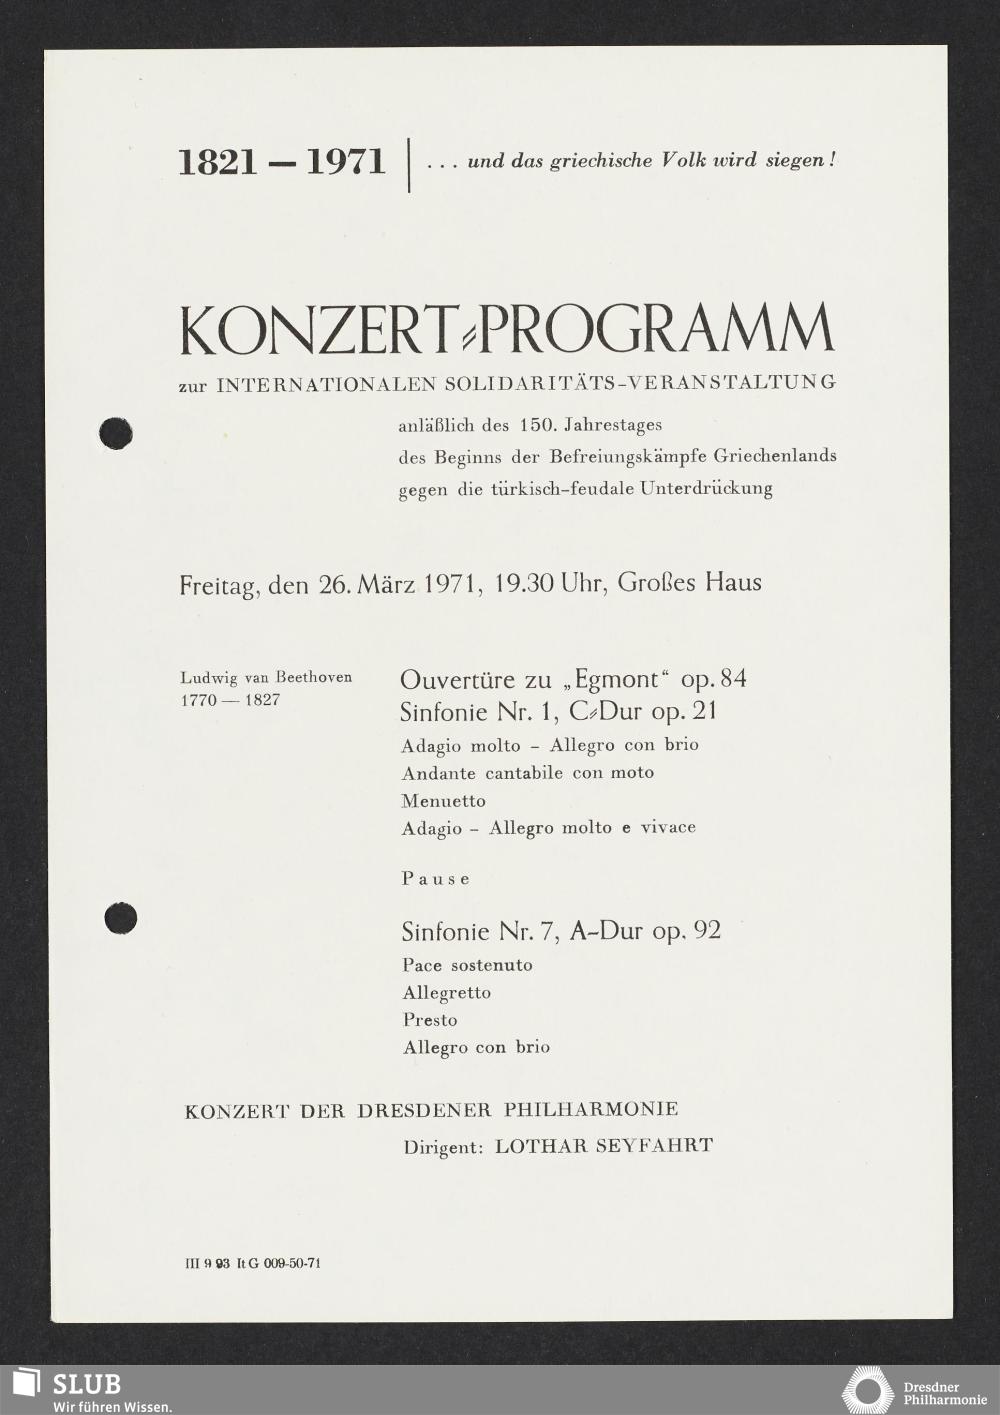 1821 — 1971 | . . . und das griechische Volk wird siegen !
KONZERT-PROGRAMM
zur INTERNATIONALEN SOLIDARITÄTS-VERANSTALTUNG
anläßlich des 150. Jahrestages
des Beginns der Befreiungskämpfe Griechenlands
gegen die türkisch-feudale Unterdrückung
Freitag, den 26. März 1971, 19.30 Uhr, Großes Haus
Ludwig van Beethoven
1770 — 1827
Ouvertüre zu „Egmont“ op. 84
Sinfonie Nr. 1, C-Dur op. 21
Adagio molto – Allegro con brio
Andante cantabile con moto
Menuetto
Adagio – Allegro molto e vivace
Pause
Sinfonie Nr. 7, A-Dur op. 92
Pace sostenuto
Allegretto
Presto
Allegro con brio
KONZERT DER DRESDENER PHILHARMONIE
Dirigent: LOTHAR SEYFAHRT
III 9 93 It G 009-50-71
SLUB
Wir führen Wissen.
Dresdner
Philharmonie